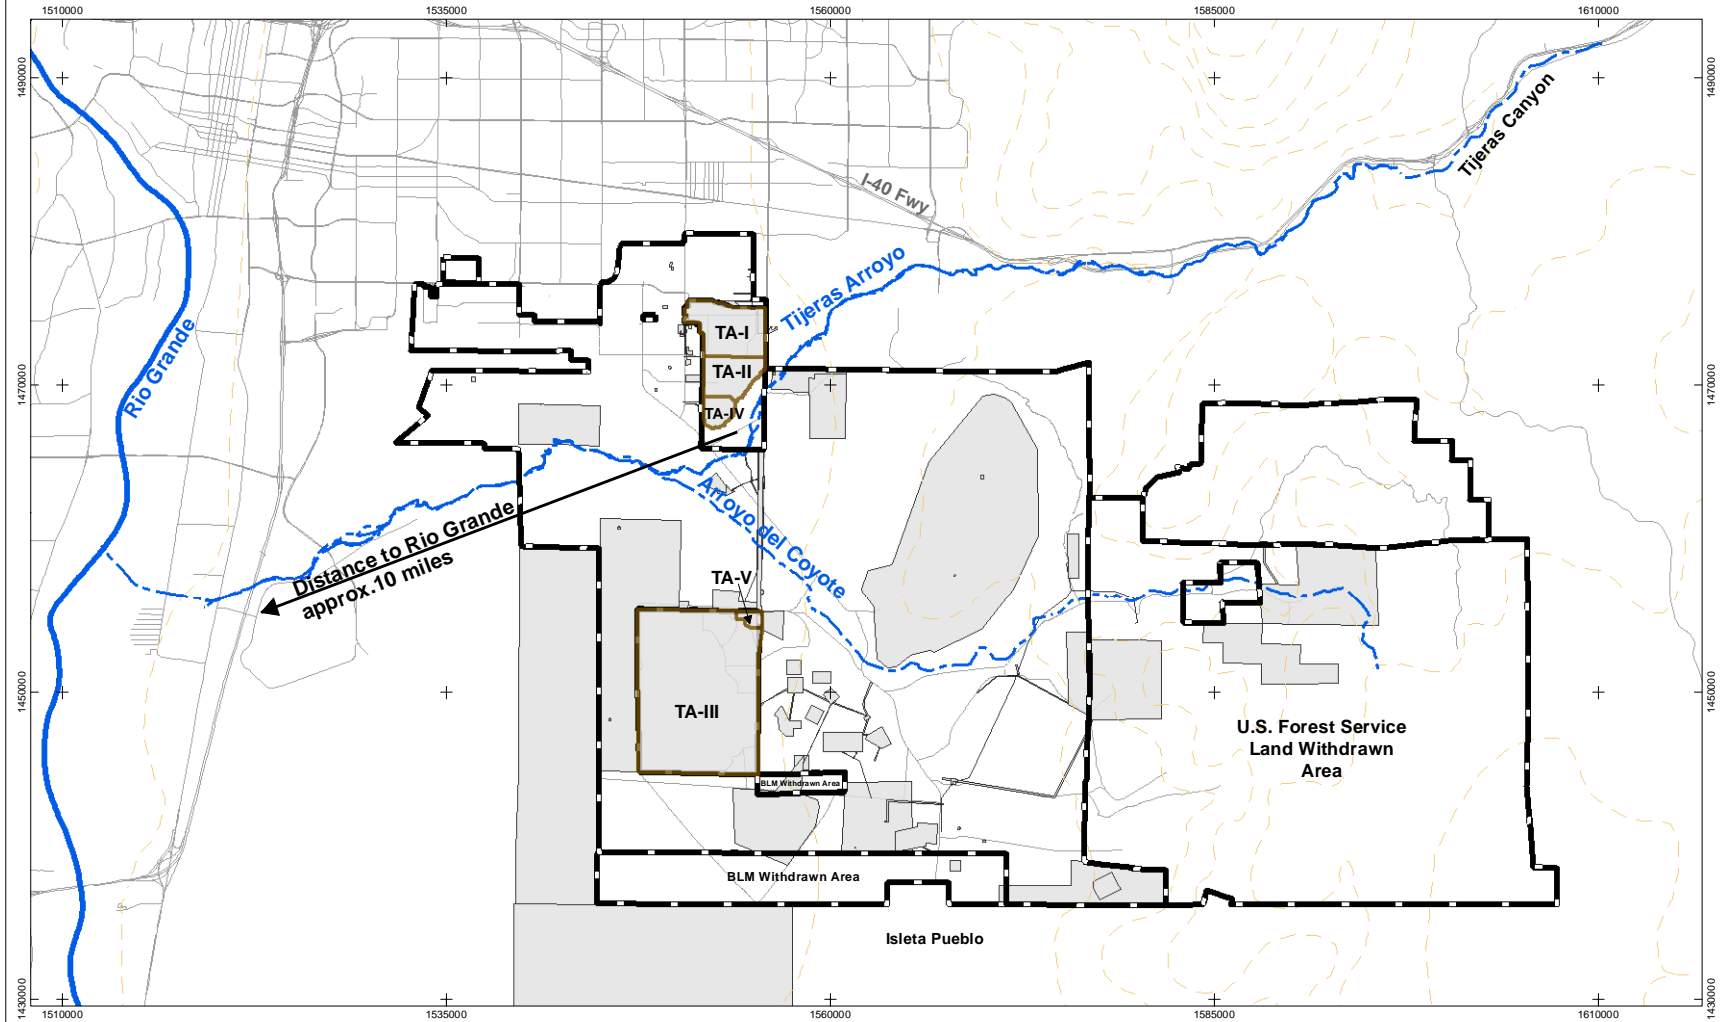 1510000
1535000
1560000
1585000
1610000
1490000
1490000
Tijeras Canyon
I-40 Fwy
Tijeras Arroyo
Rio Grande
TA-I
TA-II
1470000
1470000
TA-IV
Arroyo del Coyote
Distance to Rio Grande
approx.10 miles
TA-V
1450000
1450000
TA-III
U.S. Forest Service
Land Withdrawn
Area
BLM Withdrawn Area
BLM Withdrawn Area
Isleta Pueblo
1430000
1430000
1510000
1535000
1560000
1585000
1610000